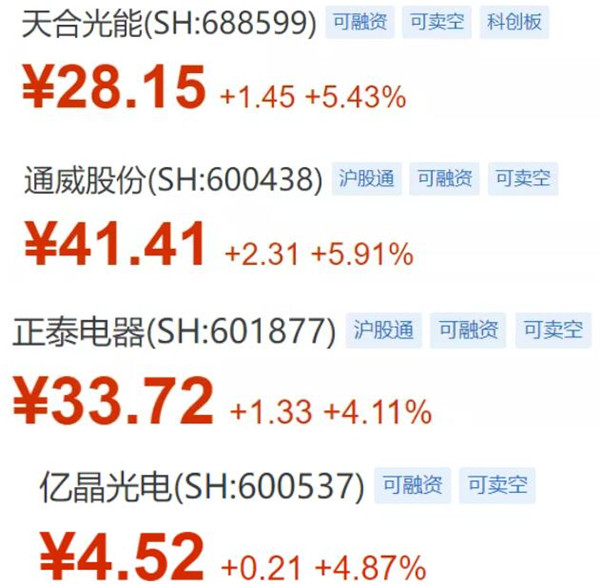 天合光能(SH:688599) 可融资 可卖空 科创板
¥28.15 +1.45 +5.43%
通威股份(SH:600438) 沪股通 可融资 可卖空
¥41.41 +2.31 +5.91%
正泰电器(SH:601877) 沪股通 可融资 可卖空
¥33.72 +1.33 +4.11%
亿晶光电(SH:600537) 可融资 可卖空
¥4.52 +0.21 +4.87%